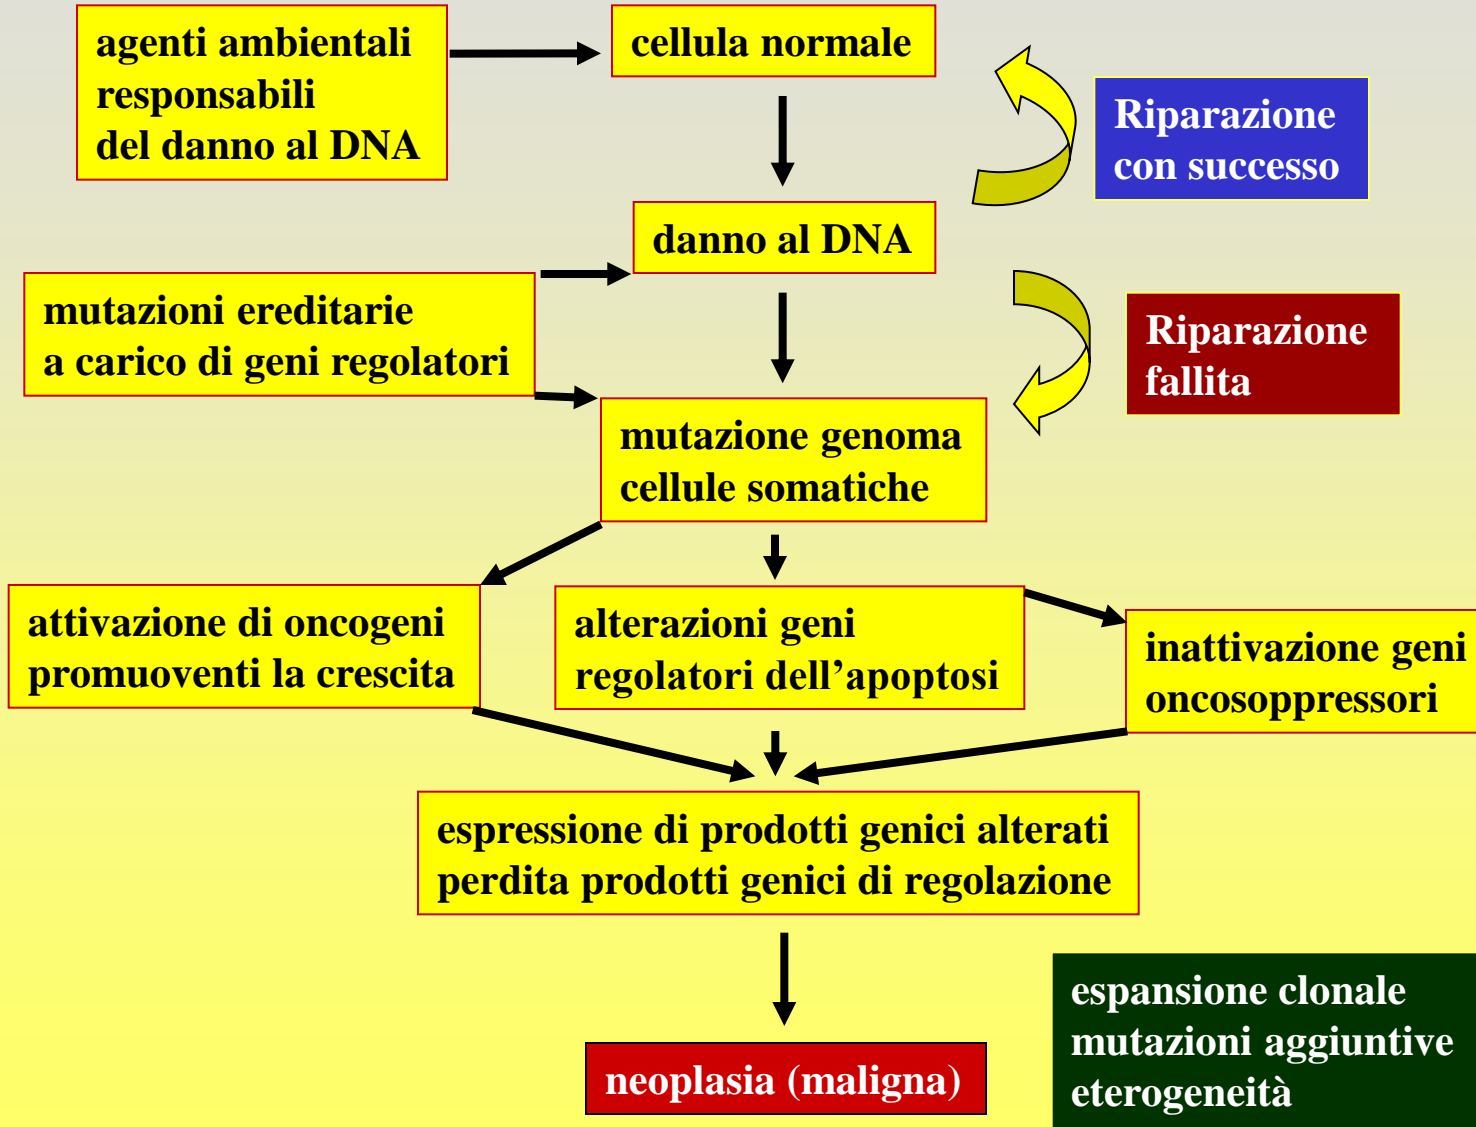 agenti ambientali
responsabili
del danno al DNA
cellula normale
Riparazione
con successo
danno al DNA
mutazioni ereditarie
a carico di geni regolatori
Riparazione
fallita
mutazione genoma
cellule somatiche
attivazione di oncogeni
promuoventi la crescita
alterazioni geni
regolatori dell’apoptosi
inattivazione geni
oncosoppressori
espressione di prodotti genici alterati
perdita prodotti genici di regolazione
espansione clonale
mutazioni aggiuntive
eterogeneità
neoplasia (maligna)